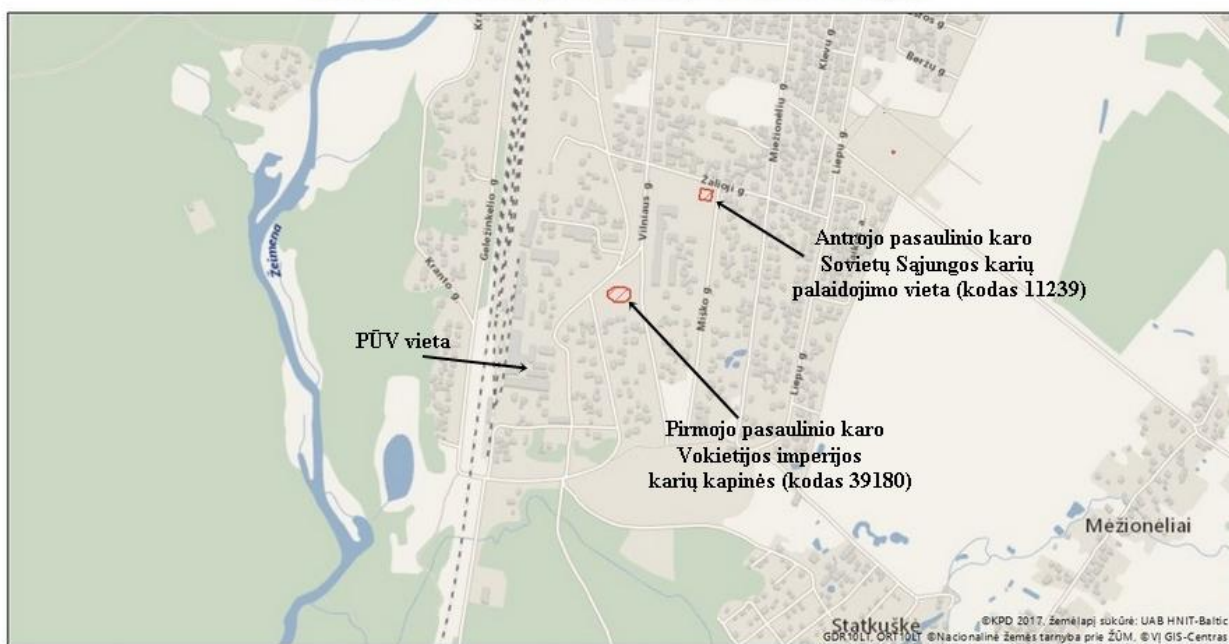 Beržų g
Klevų g
Miežionėlių g
Liepų g
Žalioji g
Vilniaus g
Geležinkelio g
Žeimena
Kranto g
Antrojo pasaulinio karo
Sovietų Sąjungos karių
palaidojimo vieta (kodas 11239)
Miško g
PŪV vieta
Liepų g
Pirmojo pasaulinio karo
Vokietijos imperijos
karių kapinės (kodas 39180)
Mėžionėliai
Statkuškė
©KPD 2017, žemėlapį sukūrė: UAB HNIT-Baltic
GDR10LT, ORT10LT ©Nacionalinė žemės tarnyba prie ŽŪM, ©VĮ GIS-Centras